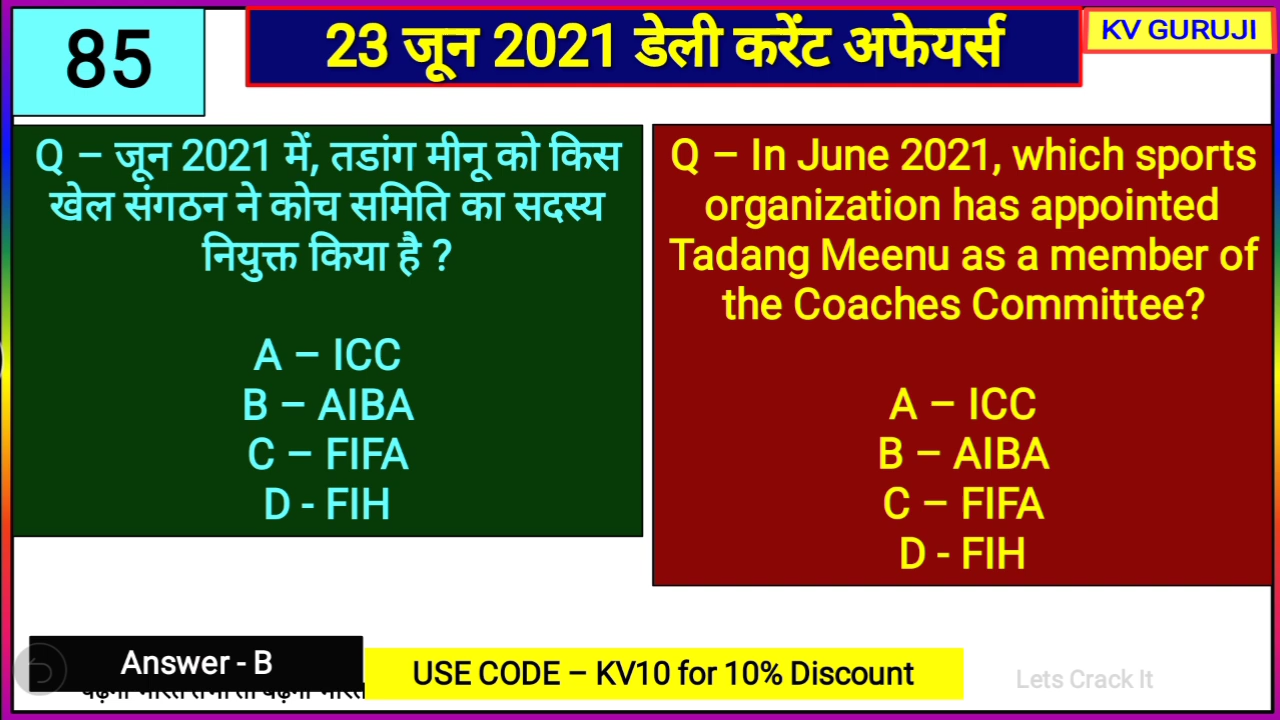 85
23 जून 2021 डेली करेंट अफेयर्स
KV GURUJI
Q – जून 2021 में, तडांग मीनू को किस
खेल संगठन ने कोच समिति का सदस्य
नियुक्त किया है ?
A – ICC
B – AIBA
C – FIFA
D - FIH
Q – In June 2021, which sports
organization has appointed
Tadang Meenu as a member of
the Coaches Committee?
A – ICC
B – AIBA
C – FIFA
D - FIH
Answer - B
USE CODE – KV10 for 10% Discount
Lets Crack It